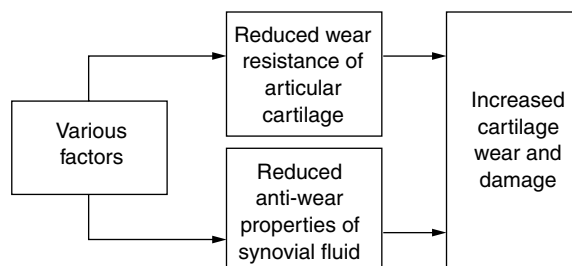 Various
factors
Reduced wear
resistance of
articular
cartilage
Reduced
anti-wear
properties of
synovial fluid
Increased
cartilage
wear and
damage